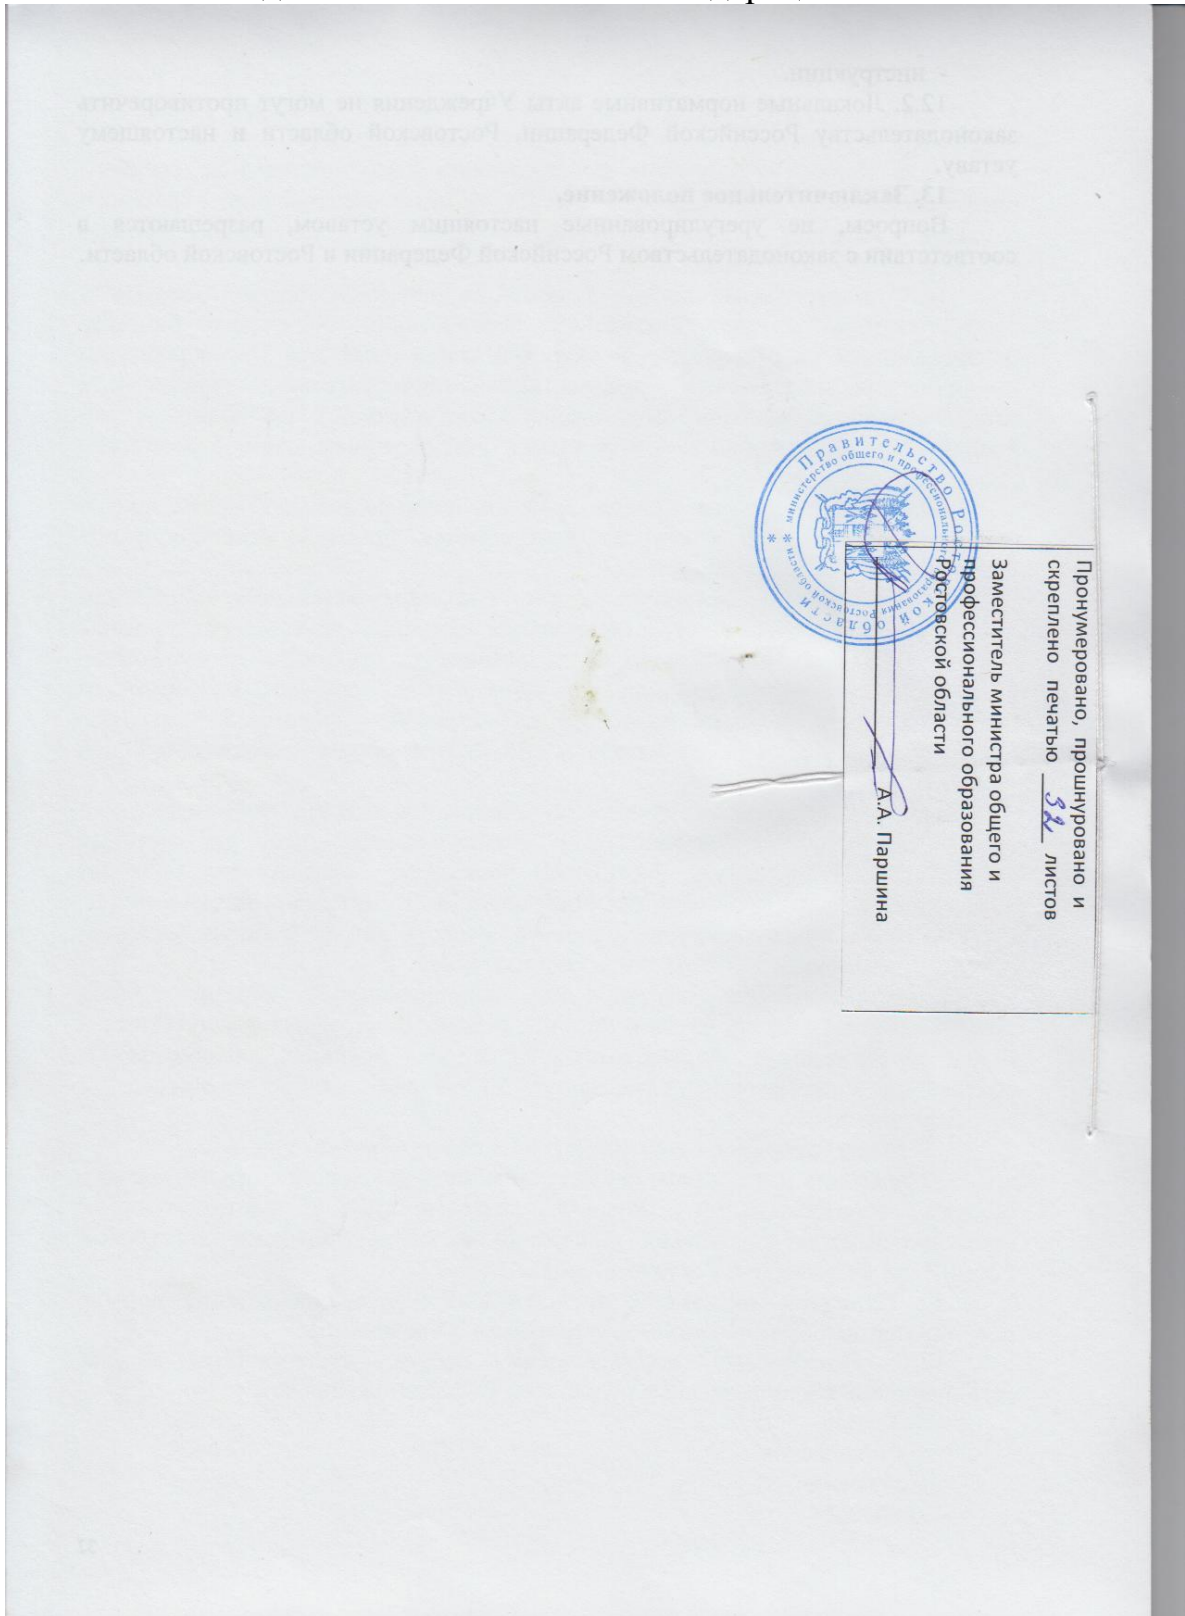 Пронумеровано, прошнуровано и
скреплено печатью 32 листов
Заместитель министра общего и
профессионального образования
Ростовской области
А.А. Паршина
Правительство Ростовской области
министерство общего и профессионального образования Ростовской области
- инструкции
12.2. Локальные нормативные акты Учреждения не могут противоречить
законодательству Российской Федерации, Ростовской области и настоящему
уставу.
13. Заключительное положение.
Вопросы, не урегулированные настоящим уставом, разрешаются в
соответствии с законодательством Российской Федерации и Ростовской области.
32